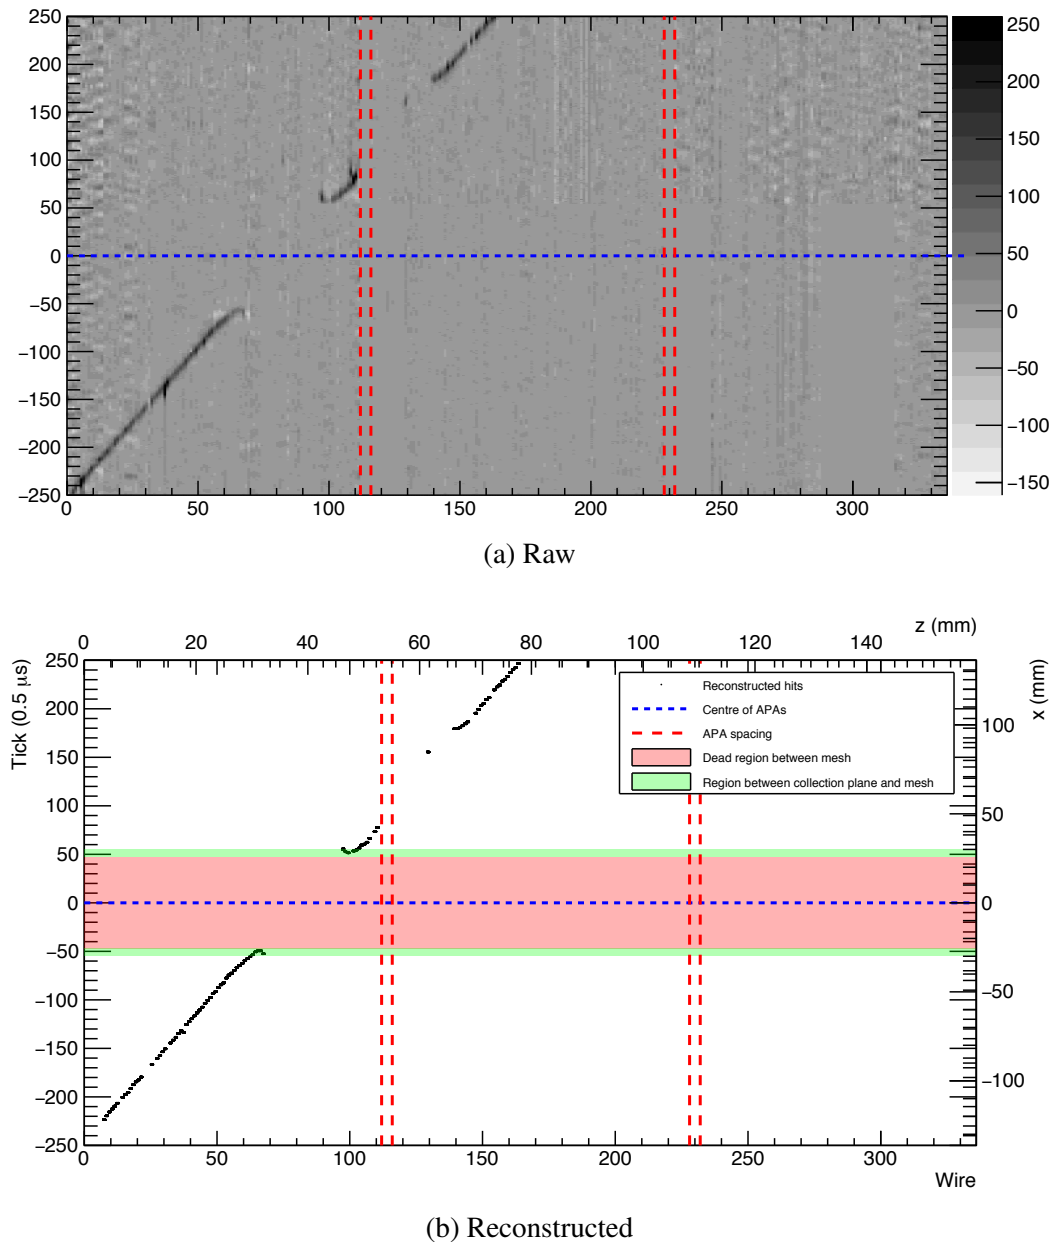 250
200
150
100
50
0
−50
−100
−150
−200
−250
0 50 100 150 200 250 300
250
200
150
100
50
0
−50
−100
−150
(a) Raw
0 20 40 60 80 100 120 140 z (mm)
Tick (0.5 μs)
250
200
150
100
50
0
−50
−100
−150
−200
−250
Reconstructed hits
Centre of APAs
APA spacing
Dead region between mesh
Region between collection plane and mesh
x (mm)
100
50
0
−50
−100
0 50 100 150 200 250 300
Wire
(b) Reconstructed